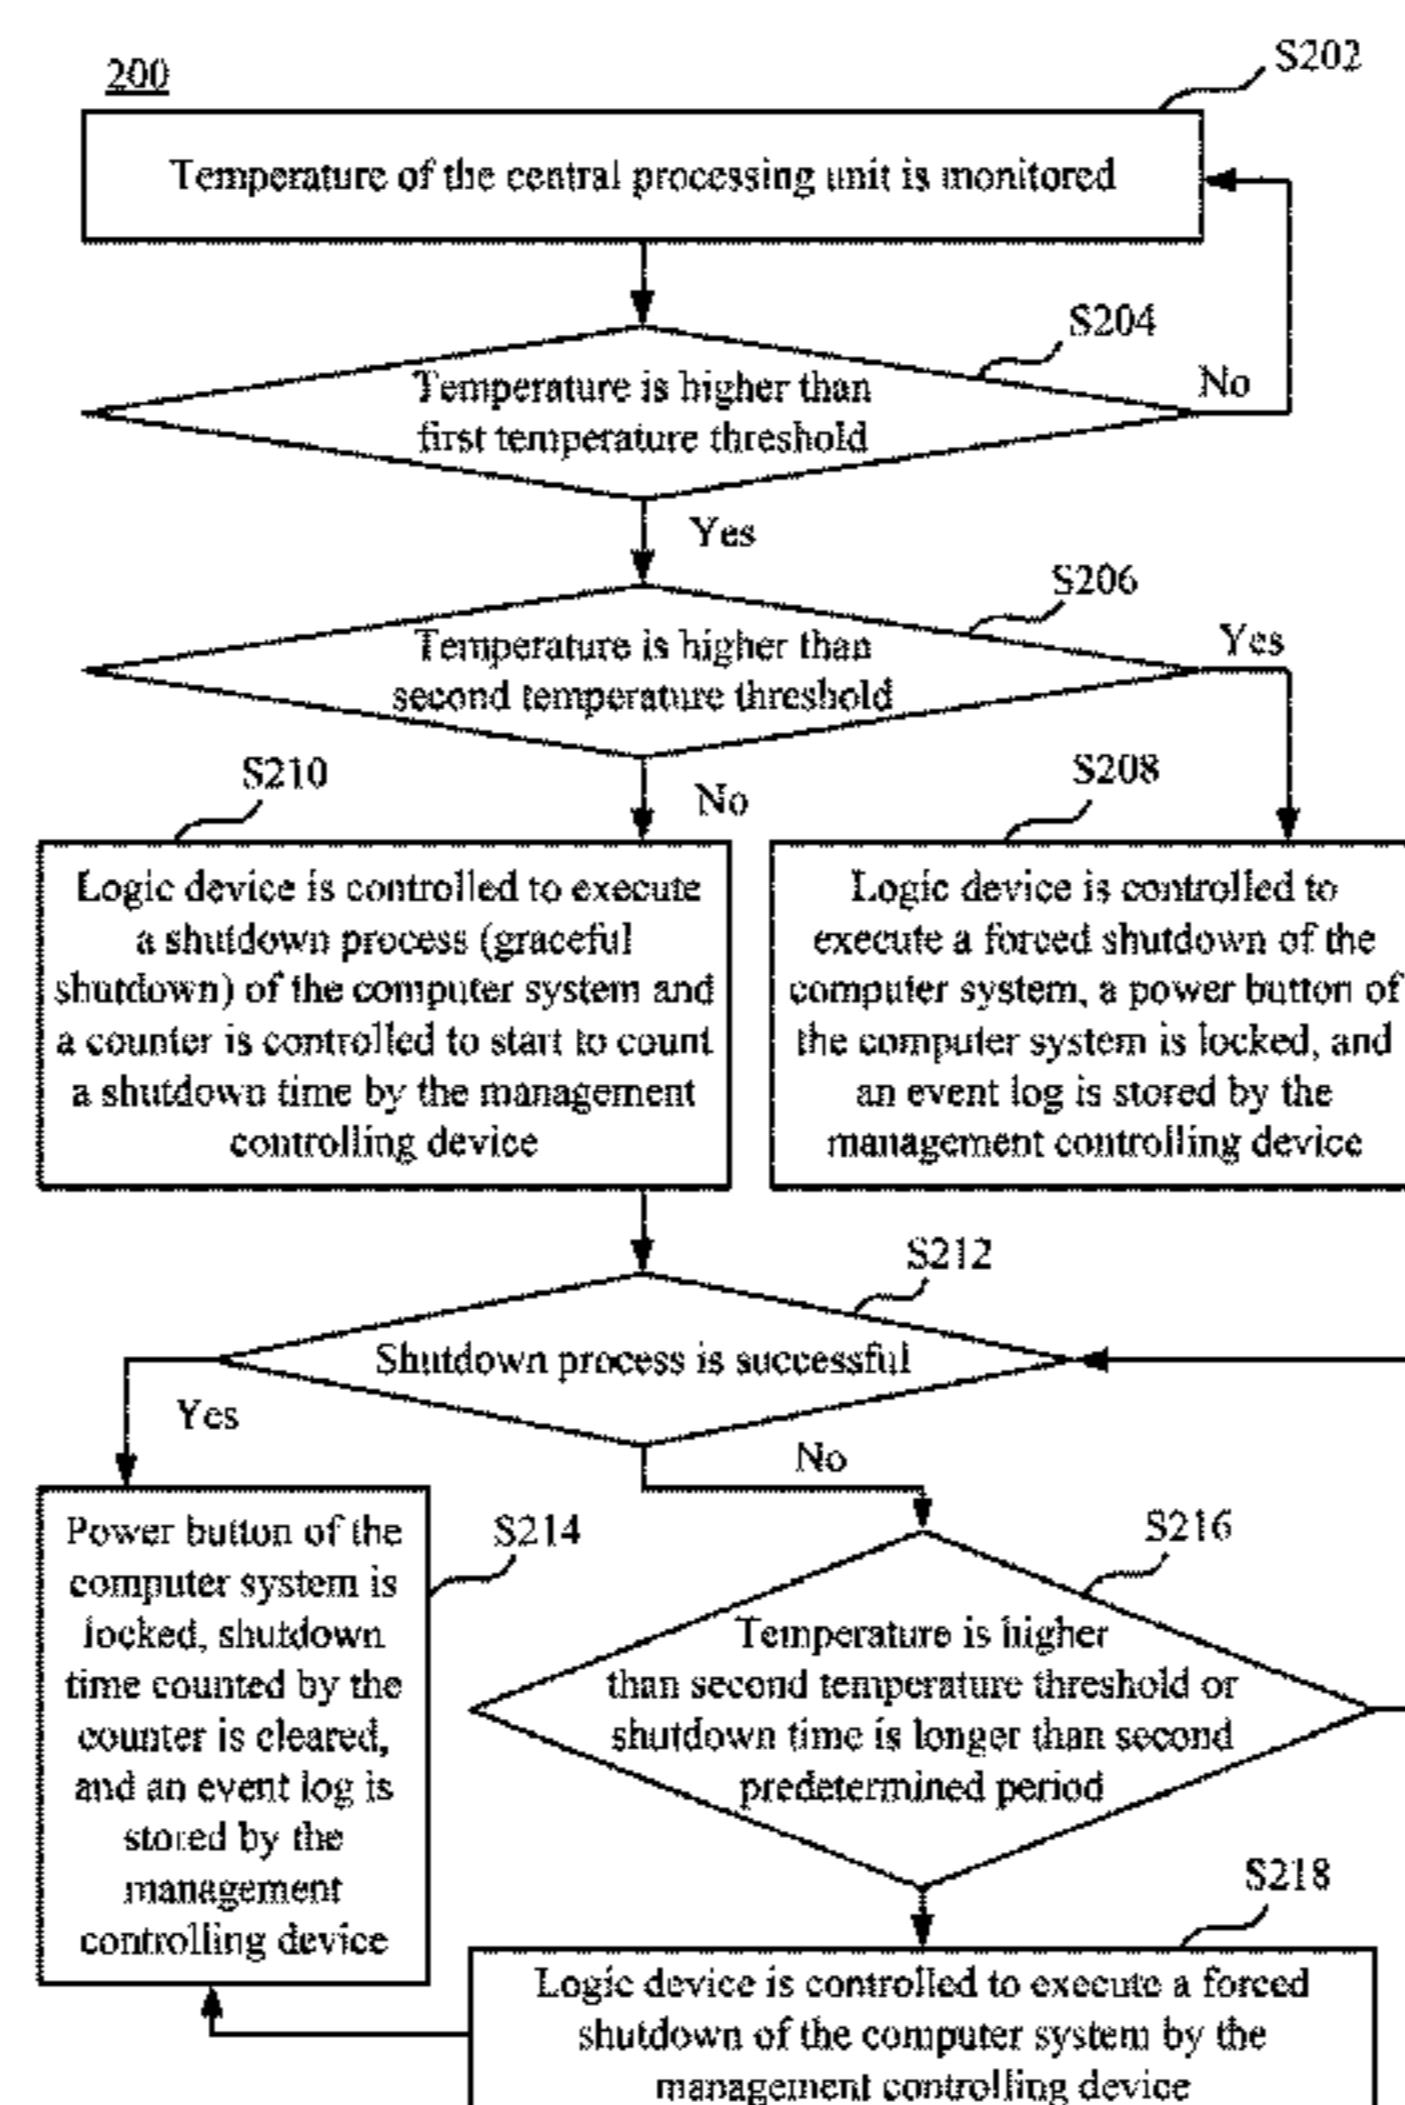 200
S202
Temperature of the central processing unit is monitored
S204
Temperature is higher than
first temperature threshold
No
Yes
S206
Temperature is higher than
second temperature threshold
Yes
No
S210
Logic device is controlled to execute
a shutdown process (graceful
shutdown) of the computer system and
a counter is controlled to start to count
a shutdown time by the management
controlling device
S208
Logic device is controlled to
execute a forced shutdown of the
computer system, a power button of
the computer system is locked, and
an event log is stored by the
management controlling device
S212
Shutdown process is successful
Yes
No
Power button of the
computer system is
locked, shutdown
time counted by the
counter is cleared,
and an event log is
stored by the
management
controlling device
S214
S216
Temperature is higher
than second temperature threshold or
shutdown time is longer than second
predetermined period
S218
Logic device is controlled to execute a forced
shutdown of the computer system by the
management controlling device